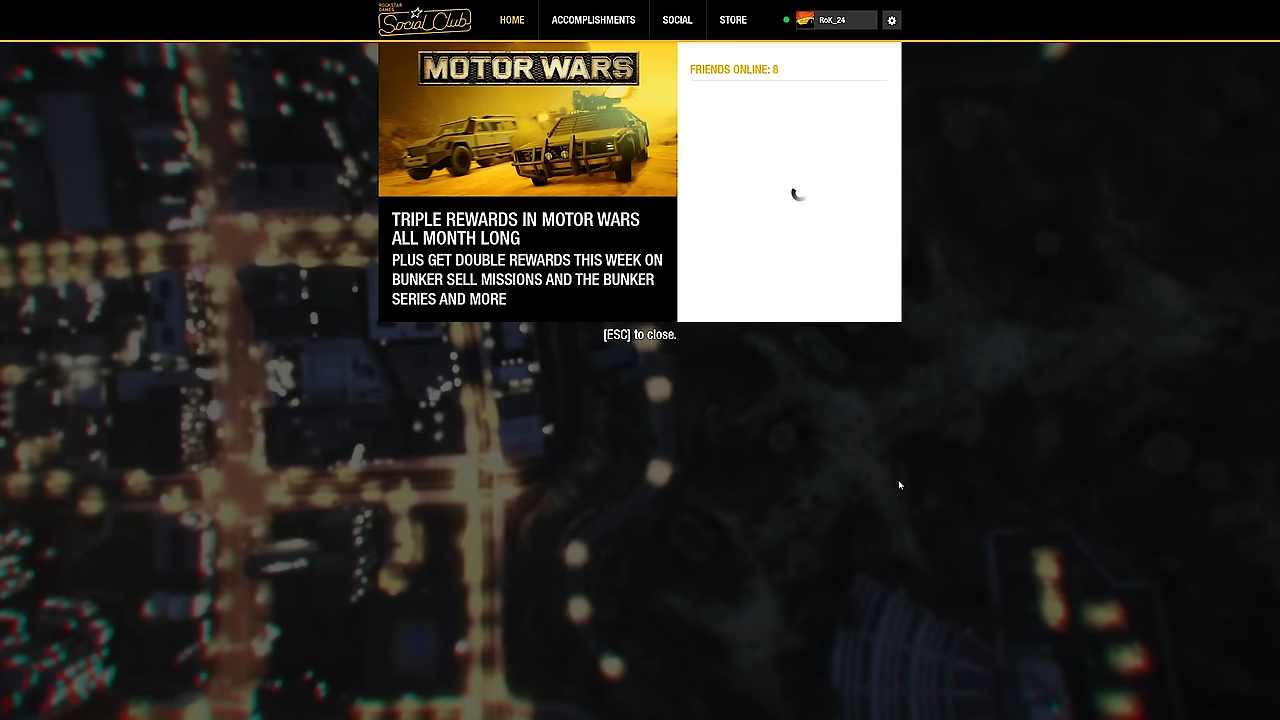 ROCKSTAR
GAMES
Social Club
HOME
ACCOMPLISHMENTS
SOCIAL
STORE
RoK_24
MOTOR WARS
FRIENDS ONLINE: 8
TRIPLE REWARDS IN MOTOR WARS
ALL MONTH LONG
PLUS GET DOUBLE REWARDS THIS WEEK ON
BUNKER SELL MISSIONS AND THE BUNKER
SERIES AND MORE
[ESC] to close.